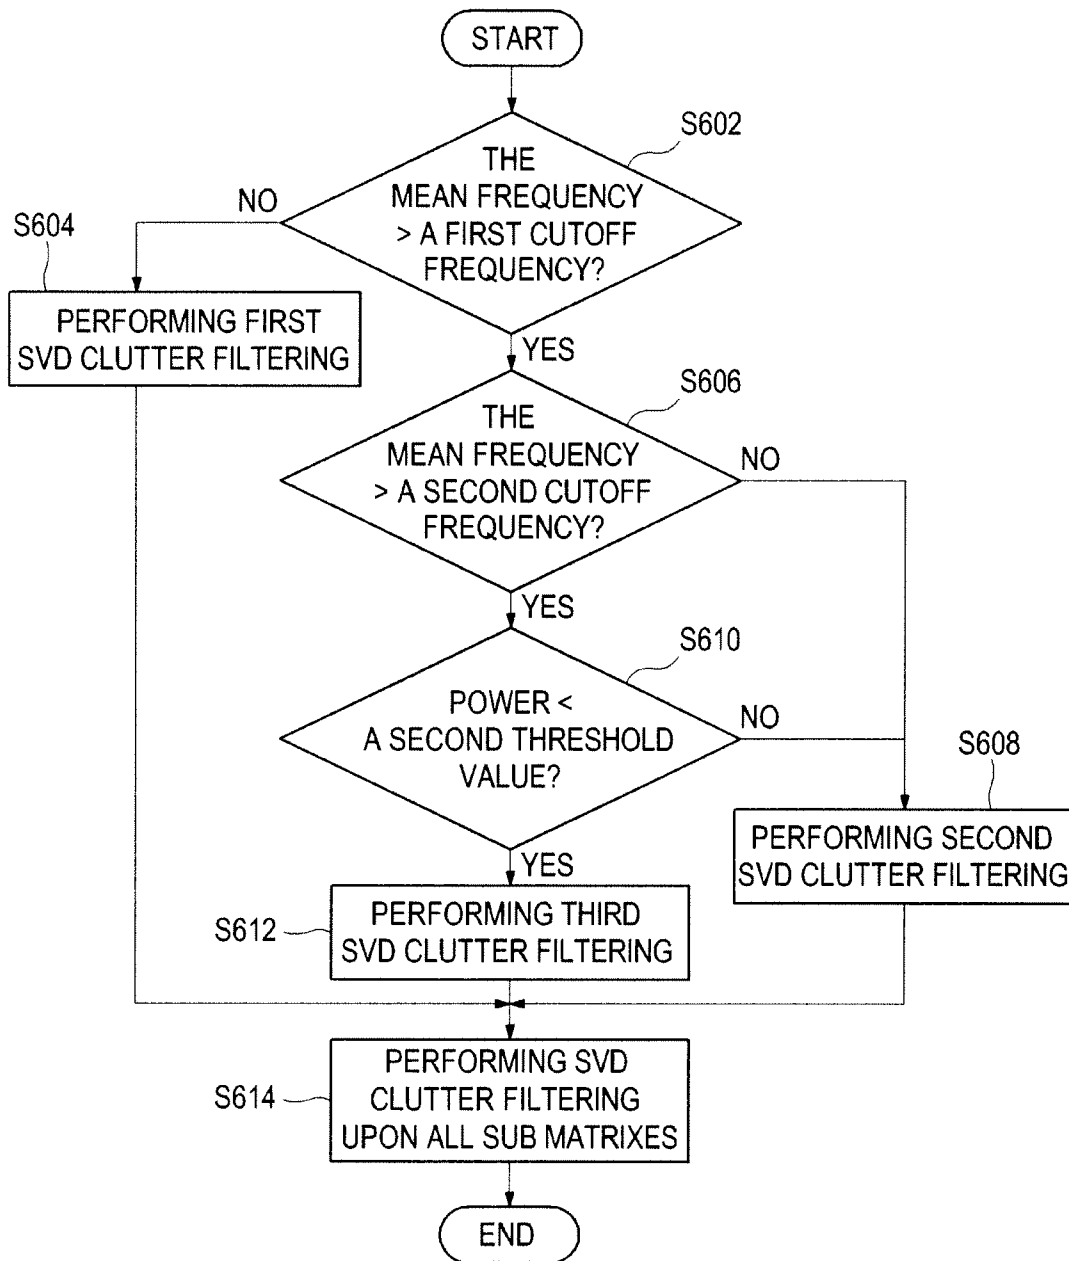 START
S602
THE
MEAN FREQUENCY
> A FIRST CUTOFF
FREQUENCY?
NO
S604
PERFORMING FIRST
SVD CLUTTER FILTERING
YES
S606
THE
MEAN FREQUENCY
> A SECOND CUTOFF
FREQUENCY?
NO
YES
S610
POWER <
A SECOND THRESHOLD
VALUE?
NO
S608
PERFORMING SECOND
SVD CLUTTER FILTERING
YES
S612
PERFORMING THIRD
SVD CLUTTER FILTERING
S614
PERFORMING SVD
CLUTTER FILTERING
UPON ALL SUB MATRIXES
END